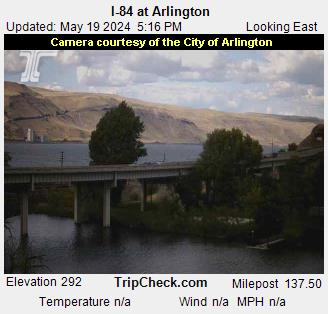 I-84 at Arlington
Updated: May 19 2024 5:16 PM Looking East
Camera courtesy of the City of Arlington
Elevation 292 TripCheck.com Milepost 137.50
Temperature n/a Wind n/a MPH n/a